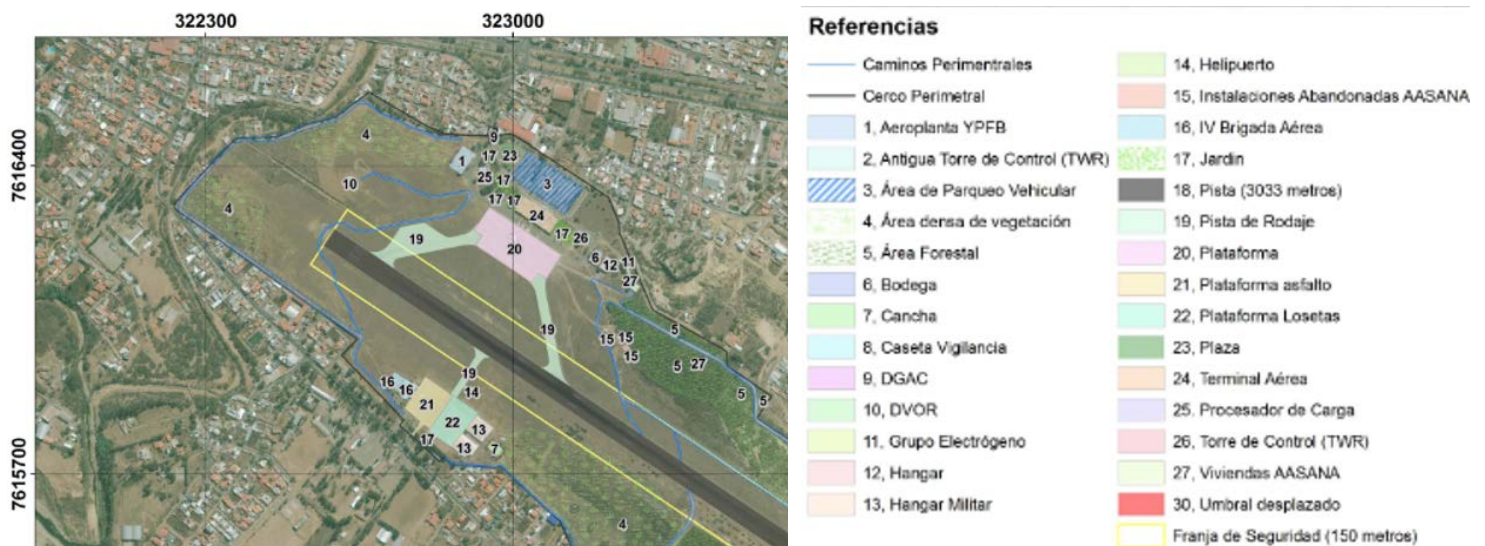 322300
323000
7616400
7615700
4
9
1
17
23
25
17
3
10
17
17
4
24
17
26
19
20
6
12
11
27
19
15
15
15
5
5
27
5
5
16
16
19
14
21
22
13
17
13
7
4
Referencias
Caminos Perimentrales
Cerco Perimetral
1, Aeroplanta YPFB
2, Antigua Torre de Control (TWR)
3, Área de Parqueo Vehicular
4, Área densa de vegetación
5, Área Forestal
6, Bodega
7, Cancha
8, Caseta Vigilancia
9, DGAC
10, DVOR
11, Grupo Electrógeno
12, Hangar
13, Hangar Militar
14, Helipuerto
15, Instalaciones Abandonadas AASANA
16, IV Brigada Aérea
17, Jardin
18, Pista (3033 metros)
19, Pista de Rodaje
20, Plataforma
21, Plataforma asfalto
22, Plataforma Losetas
23, Plaza
24, Terminal Aérea
25, Procesador de Carga
26, Torre de Control (TWR)
27, Viviendas AASANA
30, Umbral desplazado
Franja de Seguridad (150 metros)